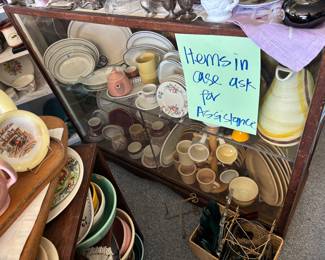 Items in
case ask
for
Assistance